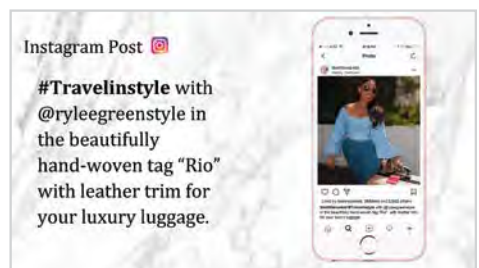 Instagram Post
#Travelinstyle with
@ryleegreenstyle in
the beautifully
hand-woven tag "Rio"
with leather trim for
your luxury luggage.
Photo